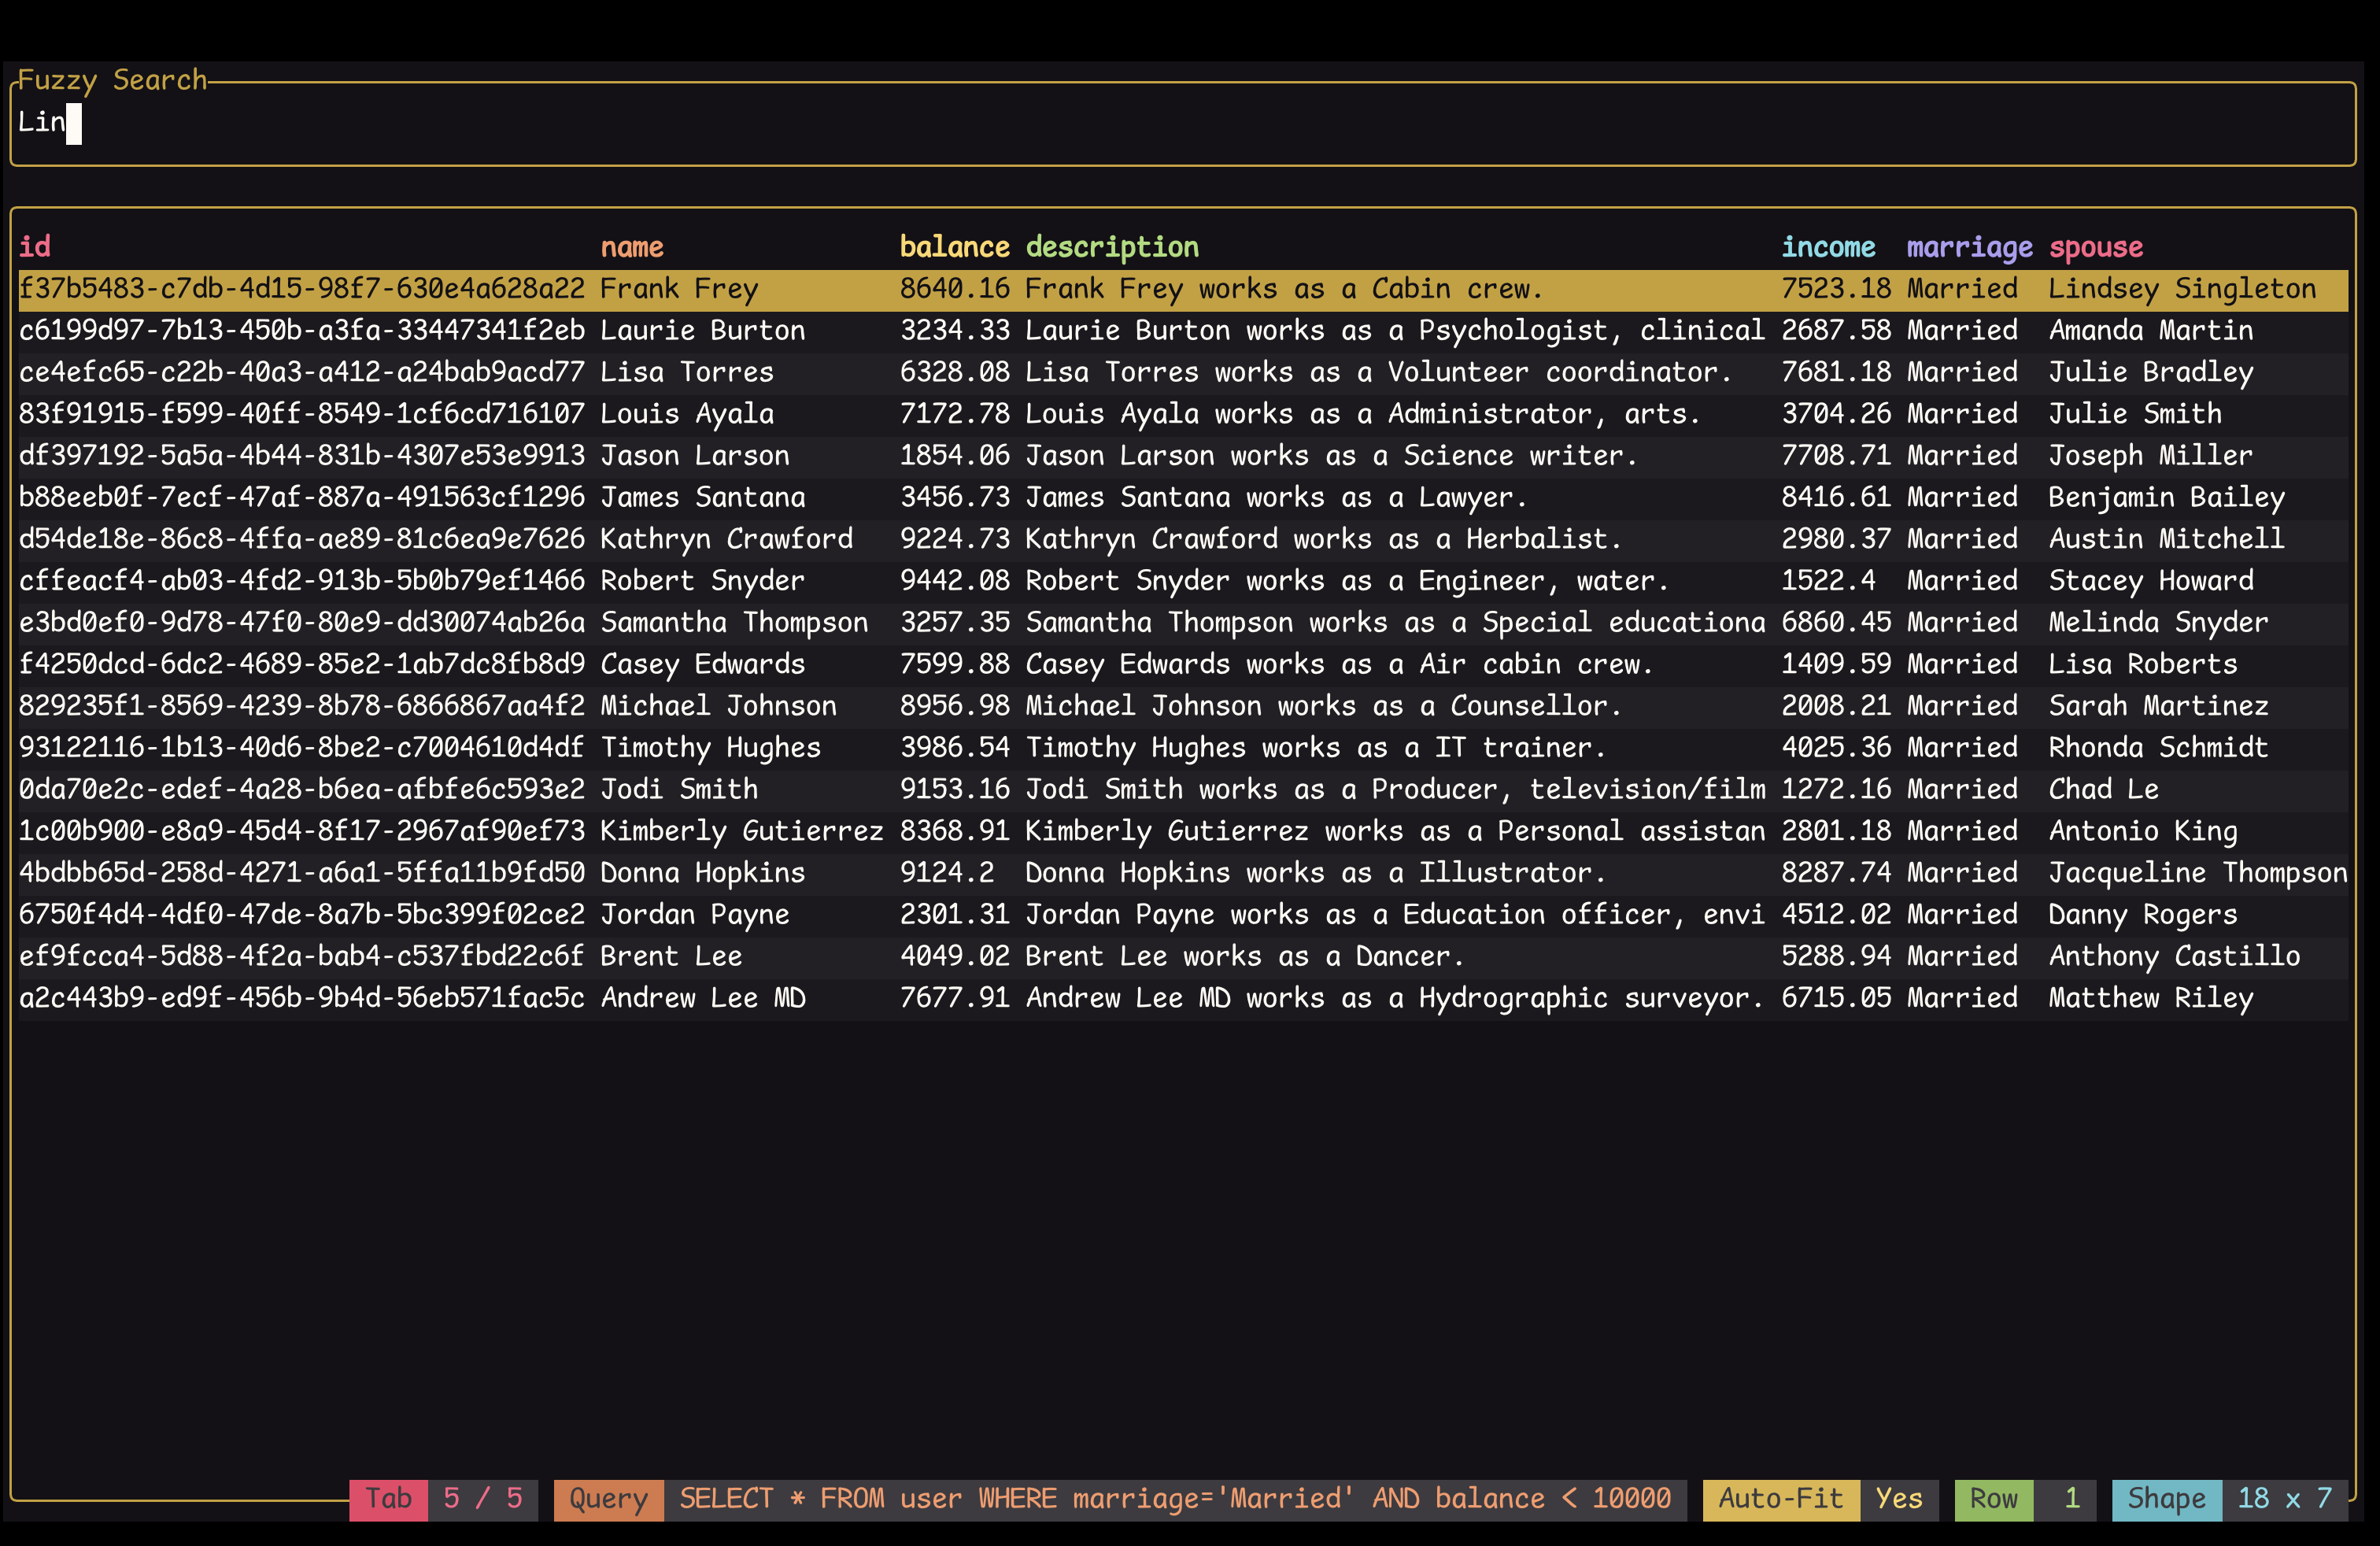 Fuzzy Search
Lin
id name balance description income marriage spouse
f37b5483-c7db-4d15-98f7-630e4a628a22 Frank Frey 8640.16 Frank Frey works as a Cabin crew. 7523.18 Married Lindsey Singleton
c6199d97-7b13-450b-a3fa-33447341f2eb Laurie Burton 3234.33 Laurie Burton works as a Psychologist, clinical 2687.58 Married Amanda Martin
ce4efc65-c22b-40a3-a412-a24bab9acd77 Lisa Torres 6328.08 Lisa Torres works as a Volunteer coordinator. 7681.18 Married Julie Bradley
83f91915-f599-40ff-8549-1cf6cd716107 Louis Ayala 7172.78 Louis Ayala works as a Administrator, arts. 3704.26 Married Julie Smith
df397192-5a5a-4b44-831b-4307e53e9913 Jason Larson 1854.06 Jason Larson works as a Science writer. 7708.71 Married Joseph Miller
b88eeb0f-7ecf-47af-887a-491563cf1296 James Santana 3456.73 James Santana works as a Lawyer. 8416.61 Married Benjamin Bailey
d54de18e-86c8-4ffa-ae89-81c6ea9e7626 Kathryn Crawford 9224.73 Kathryn Crawford works as a Herbalist. 2980.37 Married Austin Mitchell
cffeacf4-ab03-4fd2-913b-5b0b79ef1466 Robert Snyder 9442.08 Robert Snyder works as a Engineer, water. 1522.4 Married Stacey Howard
e3bd0ef0-9d78-47f0-80e9-dd30074ab26a Samantha Thompson 3257.35 Samantha Thompson works as a Special educationa 6860.45 Married Melinda Snyder
f4250dcd-6dc2-4689-85e2-1ab7dc8fb8d9 Casey Edwards 7599.88 Casey Edwards works as a Air cabin crew. 1409.59 Married Lisa Roberts
829235f1-8569-4239-8b78-6866867aa4f2 Michael Johnson 8956.98 Michael Johnson works as a Counsellor. 2008.21 Married Sarah Martinez
93122116-1b13-40d6-8be2-c7004610d4df Timothy Hughes 3986.54 Timothy Hughes works as a IT trainer. 4025.36 Married Rhonda Schmidt
0da70e2c-edef-4a28-b6ea-afbfe6c593e2 Jodi Smith 9153.16 Jodi Smith works as a Producer, television/film 1272.16 Married Chad Le
1c00b900-e8a9-45d4-8f17-2967af90ef73 Kimberly Gutierrez 8368.91 Kimberly Gutierrez works as a Personal assistan 2801.18 Married Antonio King
4bdbb65d-258d-4271-a6a1-5ffa11b9fd50 Donna Hopkins 9124.2 Donna Hopkins works as a Illustrator. 8287.74 Married Jacqueline Thompson
6750f4d4-4df0-47de-8a7b-5bc399f02ce2 Jordan Payne 2301.31 Jordan Payne works as a Education officer, envi 4512.02 Married Danny Rogers
ef9fcca4-5d88-4f2a-bab4-c537fbd22c6f Brent Lee 4049.02 Brent Lee works as a Dancer. 5288.94 Married Anthony Castillo
a2c443b9-ed9f-456b-9b4d-56eb571fac5c Andrew Lee MD 7677.91 Andrew Lee MD works as a Hydrographic surveyor. 6715.05 Married Matthew Riley
Tab 5 / 5 Query SELECT * FROM user WHERE marriage='Married' AND balance < 10000 Auto-Fit Yes Row 1 Shape 18 x 7